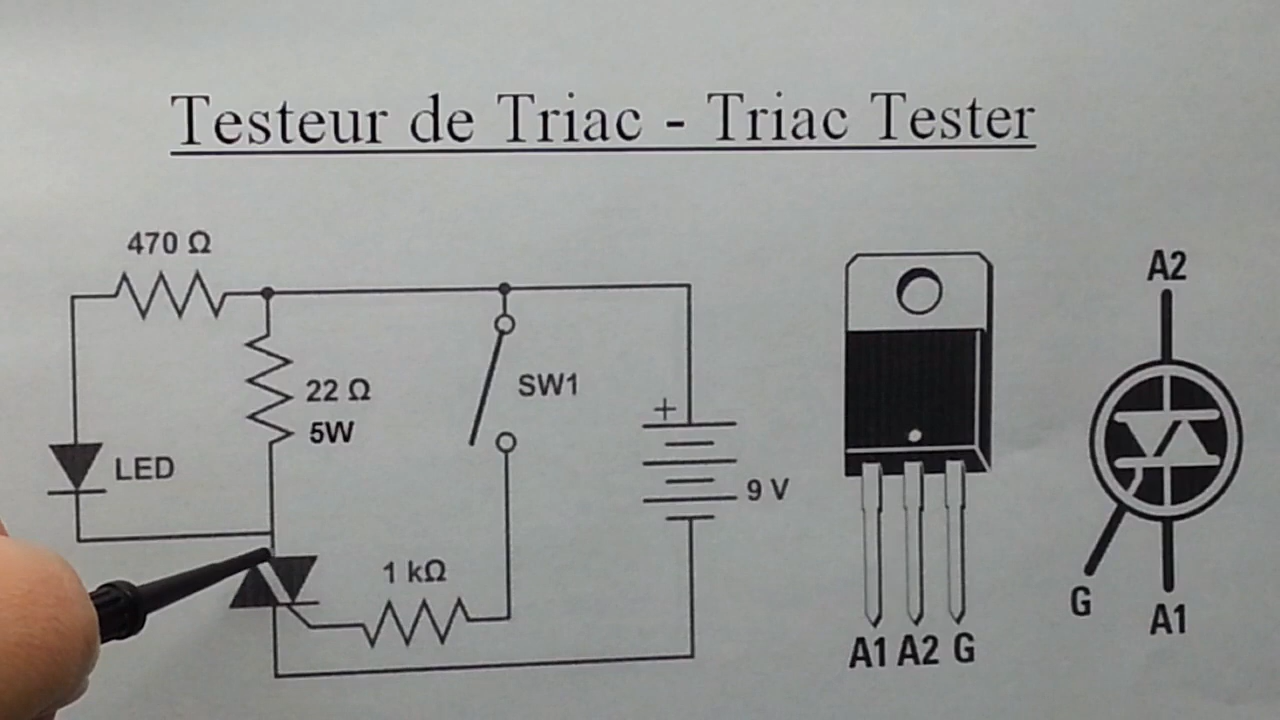 Testeur de Triac - Triac Tester
470 Ω
22 Ω
5W
SW1
+
LED
9 V
1 kΩ
A1 A2 G
A2
G
A1